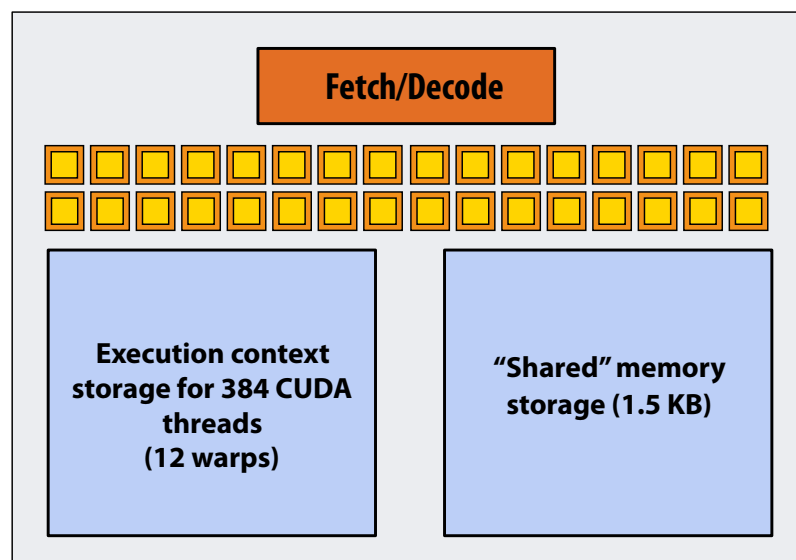 Fetch/Decode
Execution context
storage for 384 CUDA
threads
(12 warps)
“Shared” memory
storage (1.5 KB)